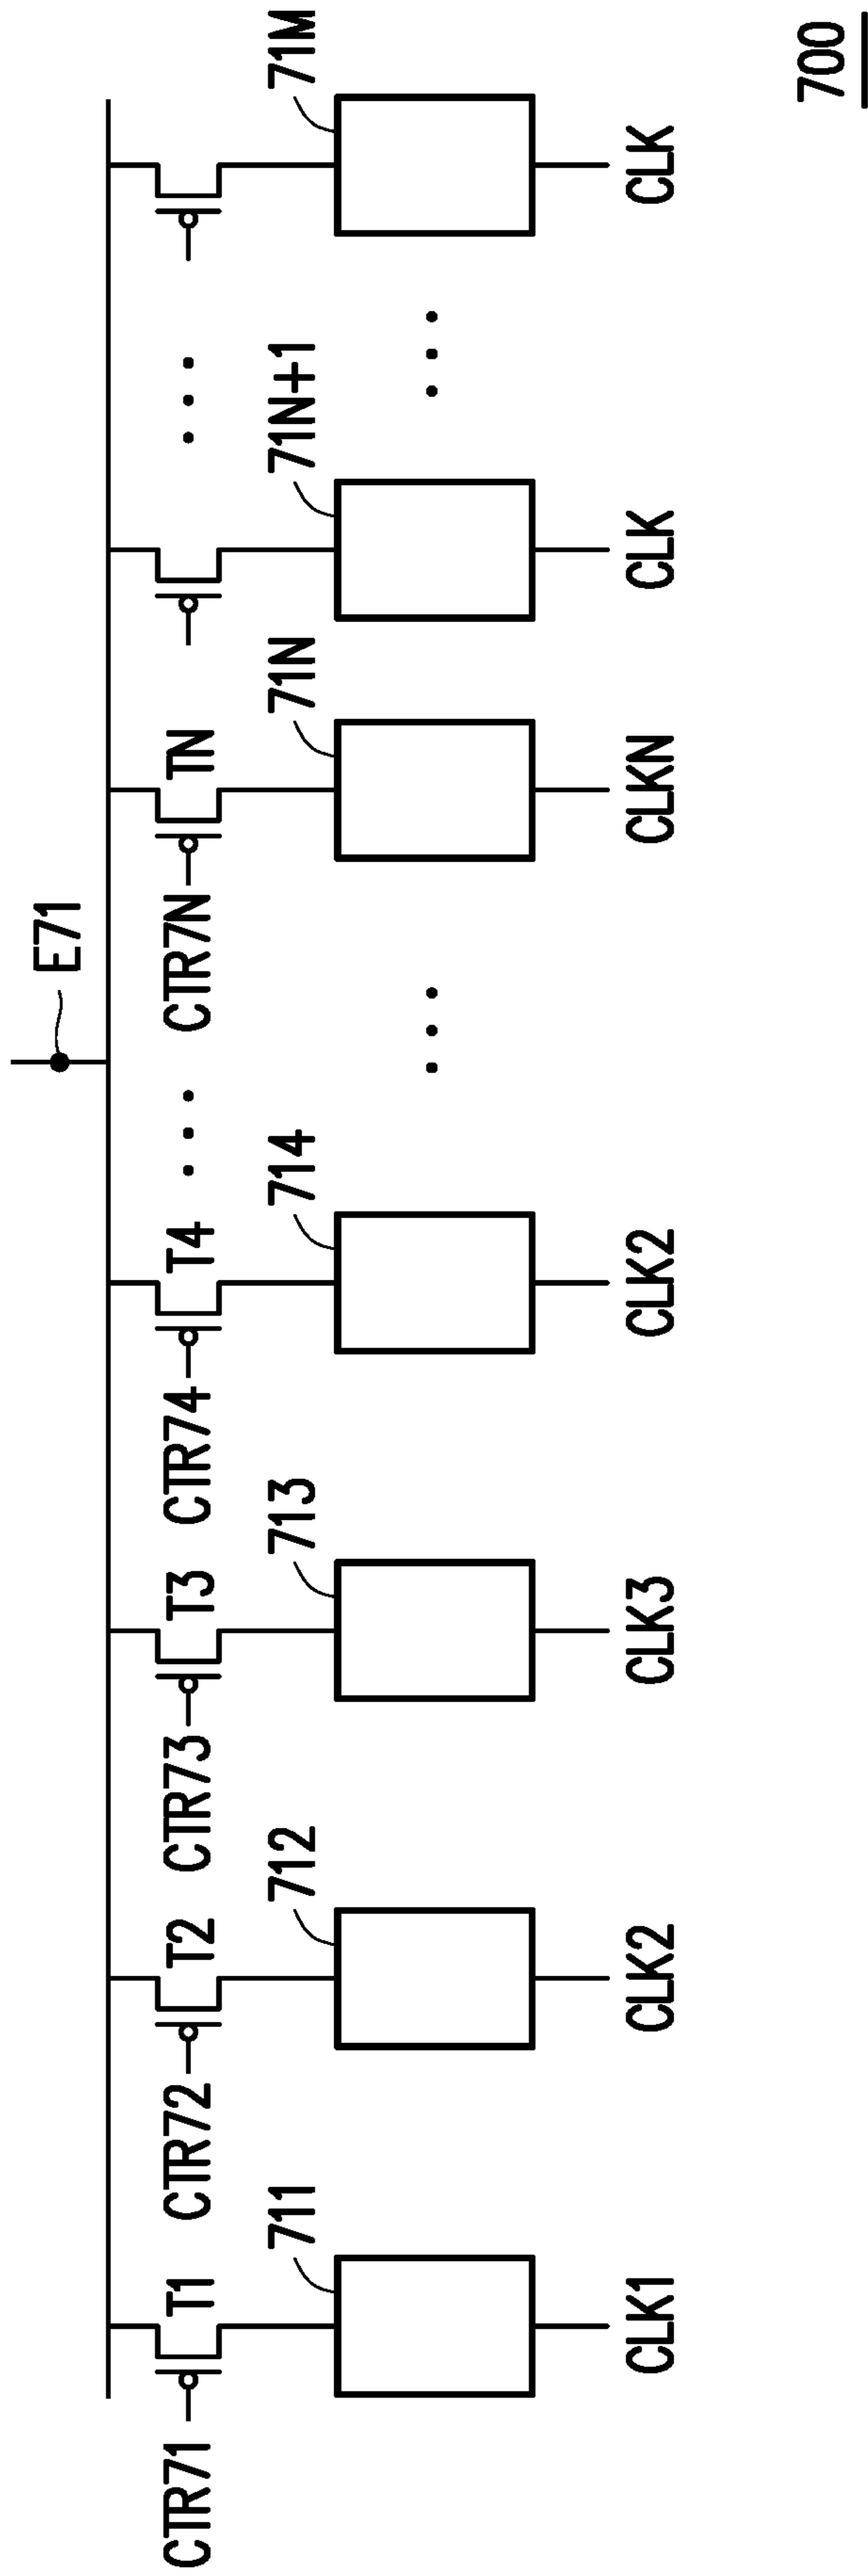 E71
CTR71 T1 CTR72 T2 CTR73 T3 CTR74 T4 CTR7N TN
711 712 713 714 71N 71N+1 71M
CLK1 CLK2 CLK3 CLK2 CLKN CLK CLK
700